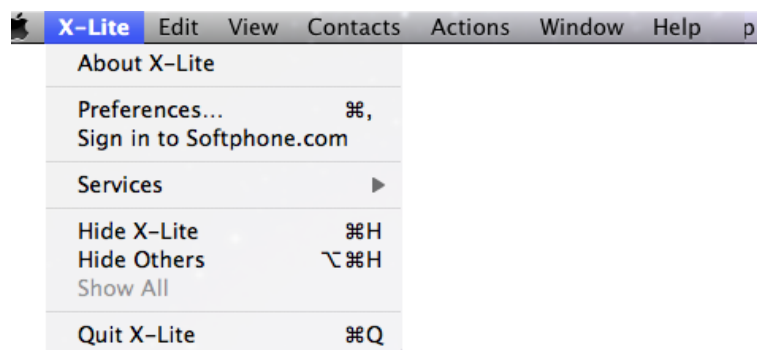 X-Lite Edit View Contacts Actions Window Help p
About X-Lite
Preferences... ⌘,
Sign in to Softphone.com
Services
Hide X-Lite ⌘H
Hide Others ⌥⌘H
Show All
Quit X-Lite ⌘Q